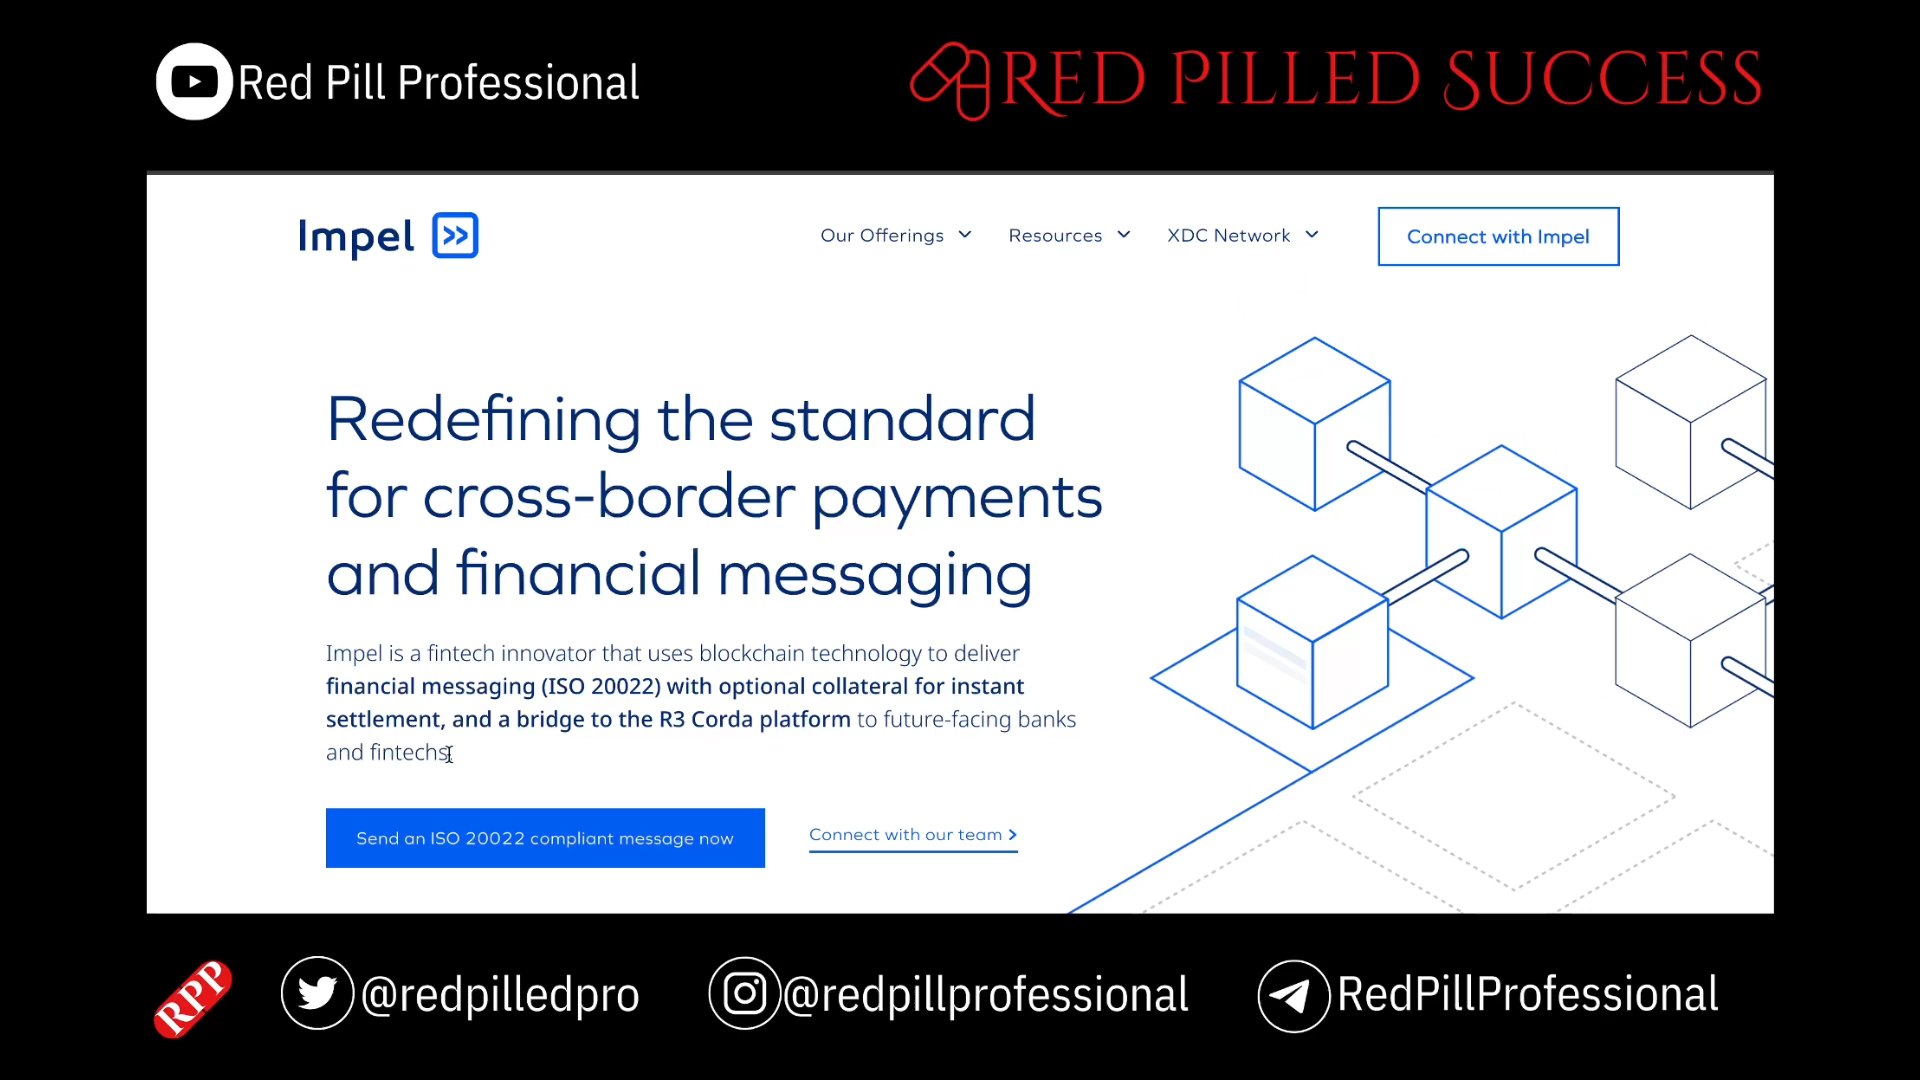 Red Pill Professional
RED PILLED SUCCESS
Impel
Our Offerings
Resources
XDC Network
Connect with Impel
Redefining the standard
for cross-border payments
and financial messaging
Impel is a fintech innovator that uses blockchain technology to deliver
financial messaging (ISO 20022) with optional collateral for instant
settlement, and a bridge to the R3 Corda platform to future-facing banks
and fintechs
Send an ISO 20022 compliant message now
Connect with our team >
RPP
@redpilledpro
@redpillprofessional
RedPillProfessional